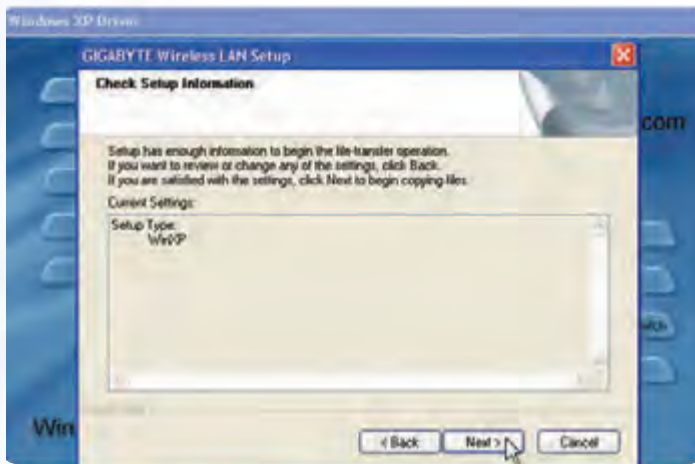 Windows XP Driver
GIGABYTE Wireless LAN Setup
Check Setup Information
com
Setup has enough information to begin the file-transfer operation.
If you want to review or change any of the settings, click Back.
If you are satisfied with the settings, click Next to begin copying files.
Current Settings:
Setup Type:
WinXP
Win
< Back
Next >
Cancel